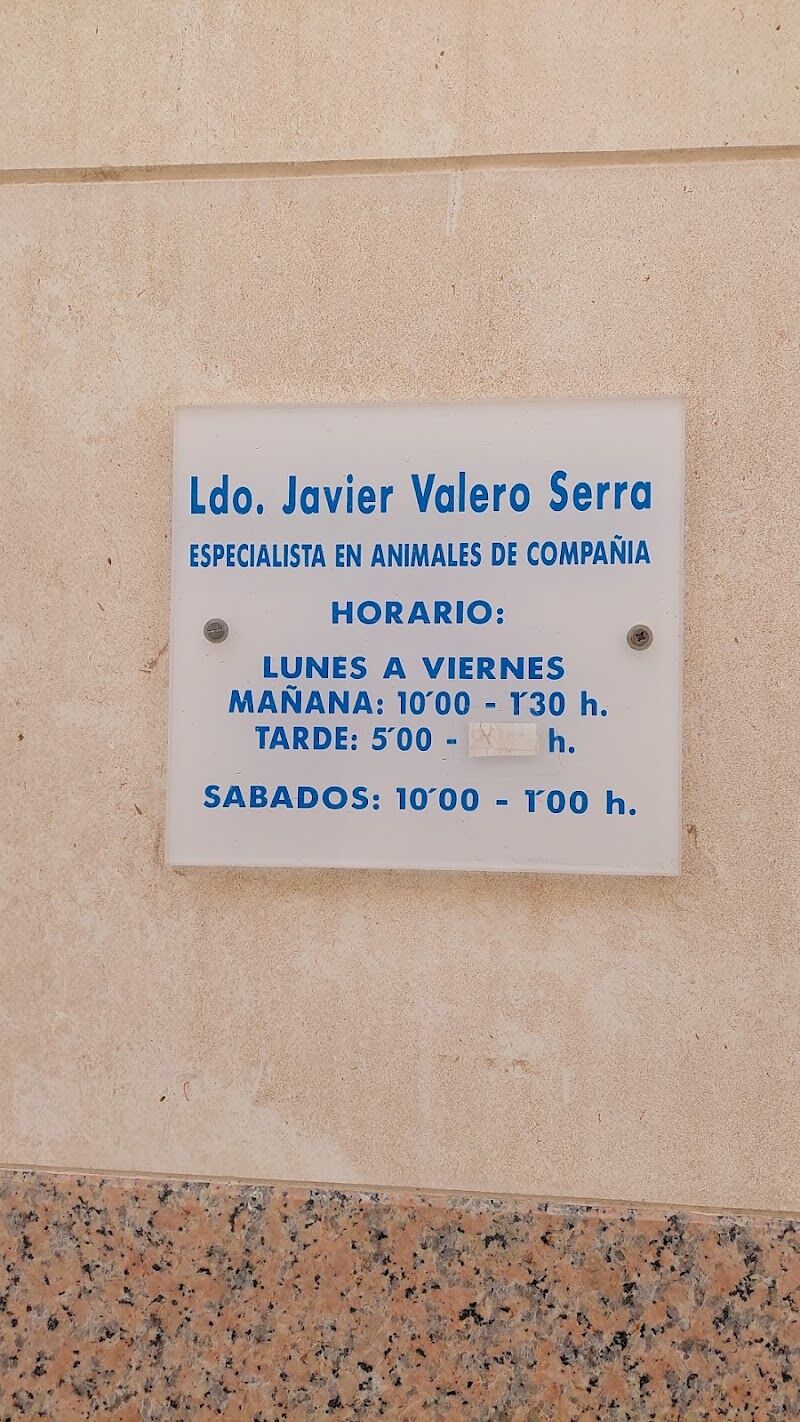 Ldo. Javier Valero Serra
ESPECIALISTA EN ANIMALES DE COMPAÑIA
HORARIO:
LUNES A VIERNES
MAÑANA: 10´00 - 1´30 h.
TARDE: 5´00 - h.
SABADOS: 10´00 - 1´00 h.